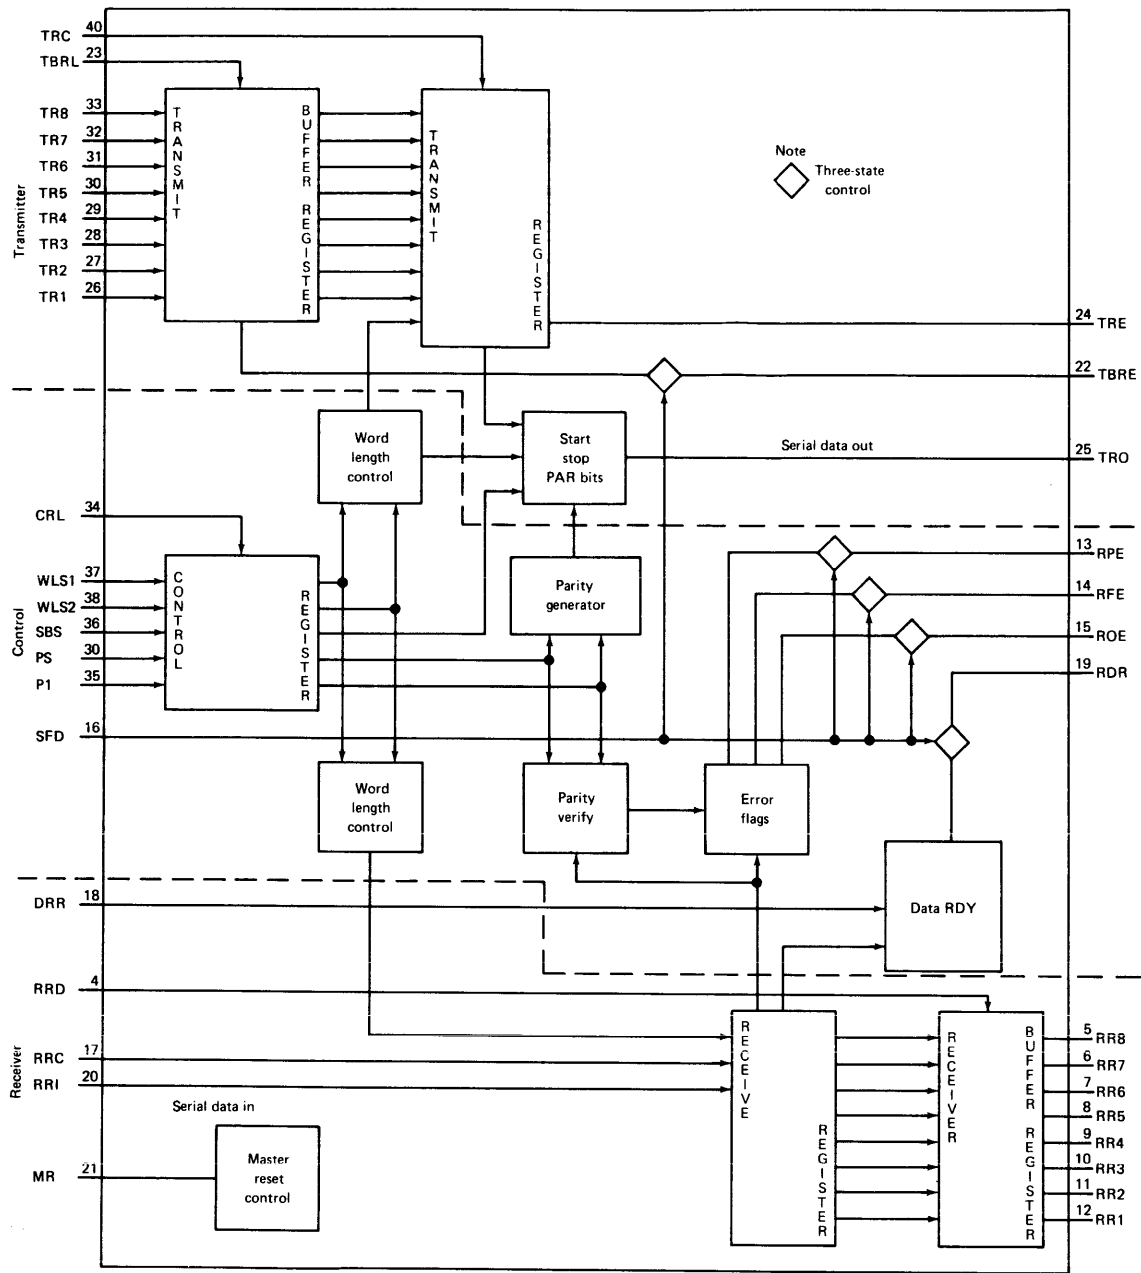 TRC 40
TBRL 23
TR8 33
TR7 32
TR6 31
TR5 30
TR4 29
TR3 28
TR2 27
TR1 26
Transmitter
TRANSMIT
BUFFER REGISTER
TRANSMIT
REGISTER
Note
Three-state
control
24 TRE
22 TBRE
Word
length
control
Start
stop
PAR bits
Serial data out
25 TRO
CRL 34
WLS1 37
WLS2 38
SBS 36
PS 30
P1 35
SFD 16
Control
CONTROL
REGISTER
Parity
generator
13 RPE
14 RFE
15 ROE
19 RDR
Word
length
control
Parity
verify
Error
flags
Data RDY
DRR 18
RRD 4
RRC 17
RRI 20
Receiver
Serial data in
MR 21
Master
reset
control
RECEIVE
REGISTER
RECEIVER
BUFFER REGISTER
5 RR8
6 RR7
7 RR6
8 RR5
9 RR4
10 RR3
11 RR2
12 RR1